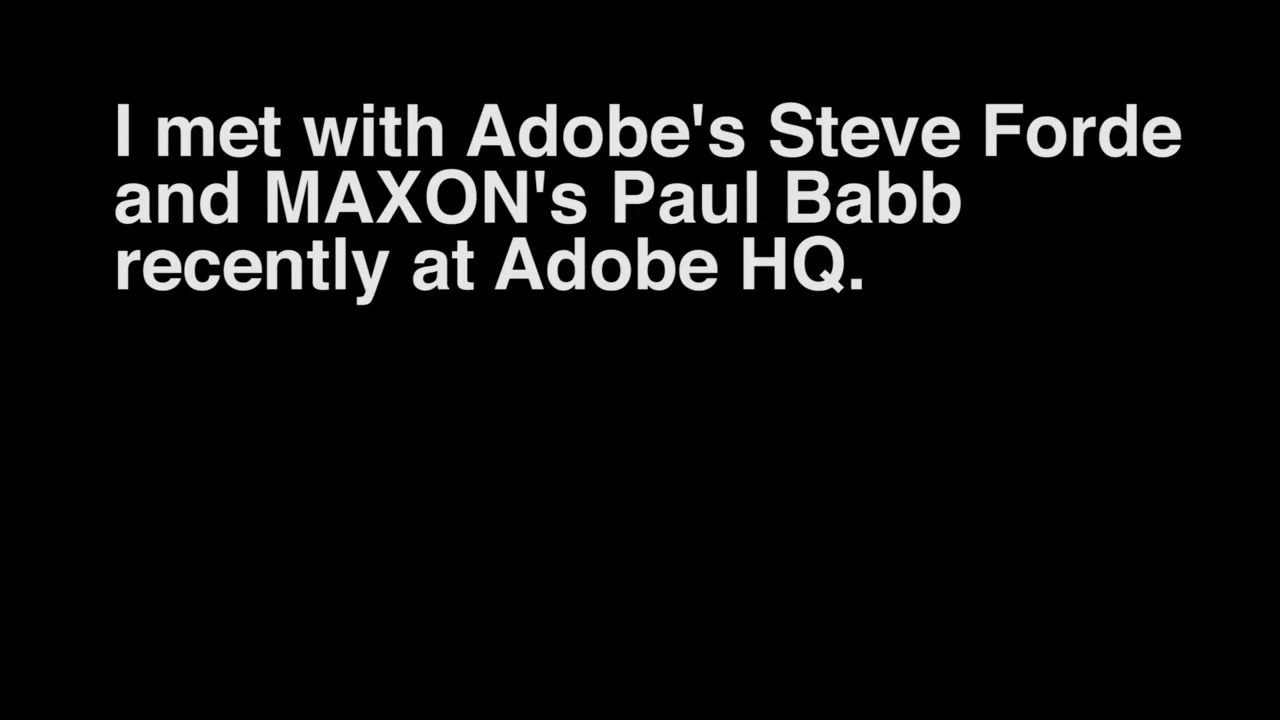 I met with Adobe's Steve Forde
and MAXON's Paul Babb
recently at Adobe HQ.